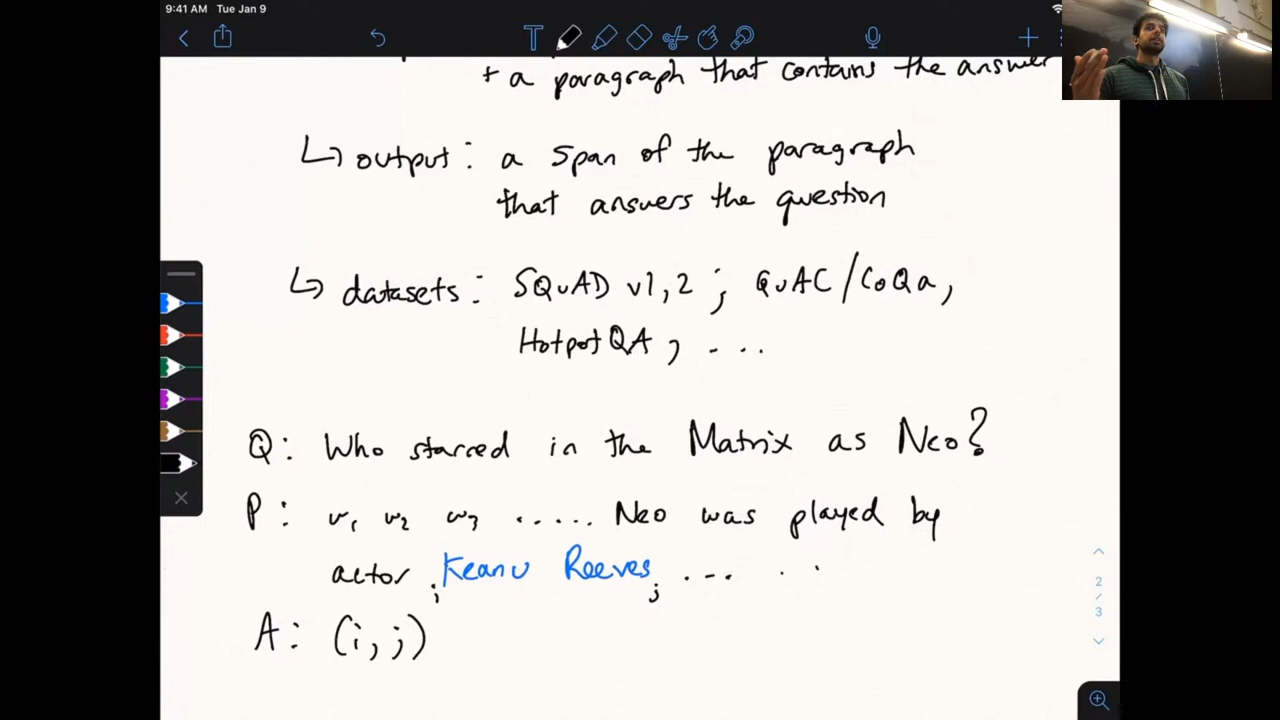 9:41 AM Tue Jan 9
+ a paragraph that contains the answer
↳ output: a span of the paragraph
that answers the question
↳ datasets: SQuAD v1,2 ; QuAC/CoQa,
HotpotQA, ...
Q: Who starred in the Matrix as Neo?
P: w1 w2 w3 ..... Neo was played by
actor Keanu Reeves, ... . .
i j
A: (i, j)
2
/
3